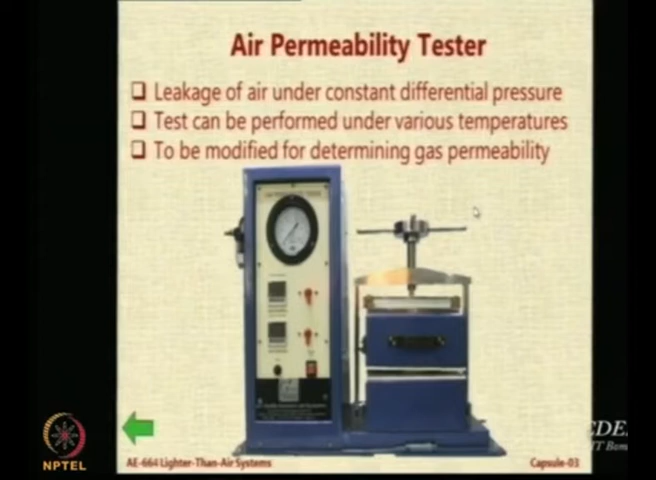 Air Permeability Tester
Leakage of air under constant differential pressure
Test can be performed under various temperatures
To be modified for determining gas permeability
NPTEL
AE-664 Lighter-Than-Air Systems
Capsule-03